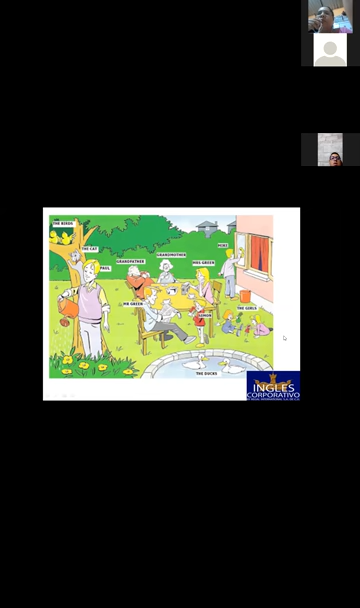 THE BIRDS
THE CAT
PAUL
GRANDFATHER
GRANDMOTHER
MIKE
MRS GREEN
MR GREEN
SIMON
THE GIRLS
THE DUCKS
INGLES
CORPORATIVO